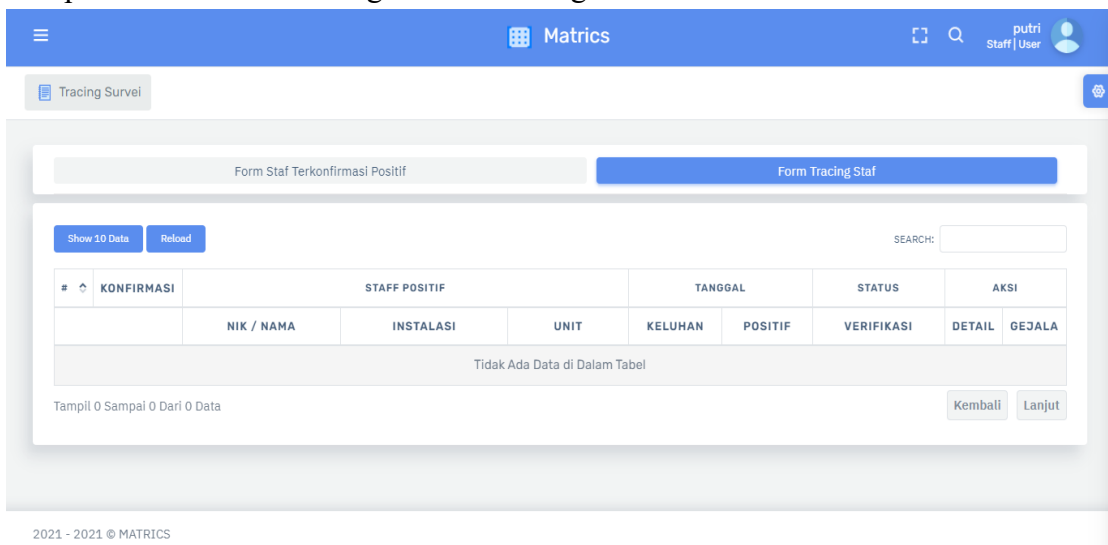 Matrics
putri
Staff | User
Tracing Survei
Form Staf Terkonfirmasi Positif
Form Tracing Staf
Show 10 Data
Reload
SEARCH:
# KONFIRMASI STAFF POSITIF TANGGAL STATUS AKSI
NIK / NAMA INSTALASI UNIT KELUHAN POSITIF VERIFIKASI DETAIL GEJALA
Tidak Ada Data di Dalam Tabel
Tampil 0 Sampai 0 Dari 0 Data
Kembali
Lanjut
2021 - 2021 © MATRICS